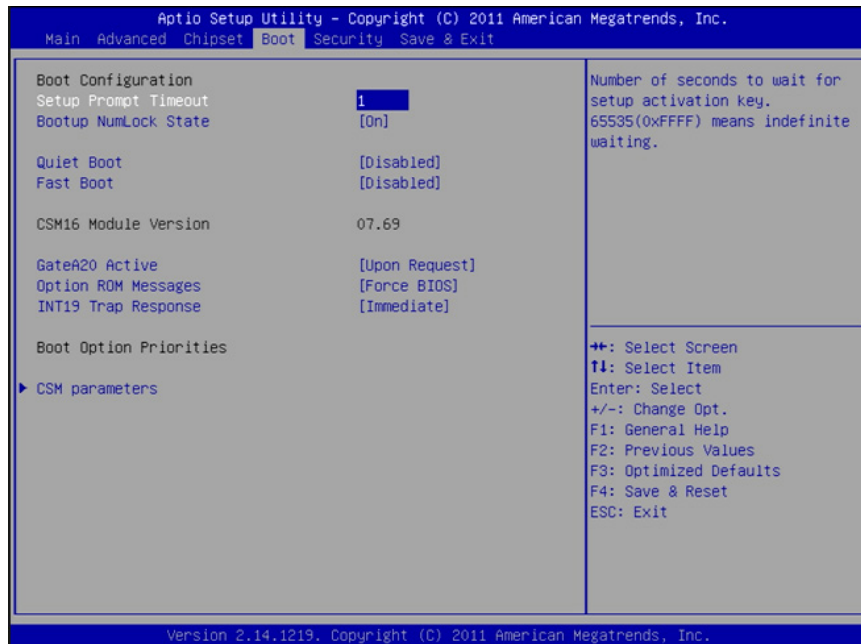 Aptio Setup Utility – Copyright (C) 2011 American Megatrends, Inc.
Main Advanced Chipset Boot Security Save & Exit
Boot Configuration
Setup Prompt Timeout 1
Bootup NumLock State [On]
Quiet Boot [Disabled]
Fast Boot [Disabled]
CSM16 Module Version 07.69
GateA20 Active [Upon Request]
Option ROM Messages [Force BIOS]
INT19 Trap Response [Immediate]
Boot Option Priorities
▶ CSM parameters
Number of seconds to wait for
setup activation key.
65535(0xFFFF) means indefinite
waiting.
→←: Select Screen
↑↓: Select Item
Enter: Select
+/-: Change Opt.
F1: General Help
F2: Previous Values
F3: Optimized Defaults
F4: Save & Reset
ESC: Exit
Version 2.14.1219. Copyright (C) 2011 American Megatrends, Inc.